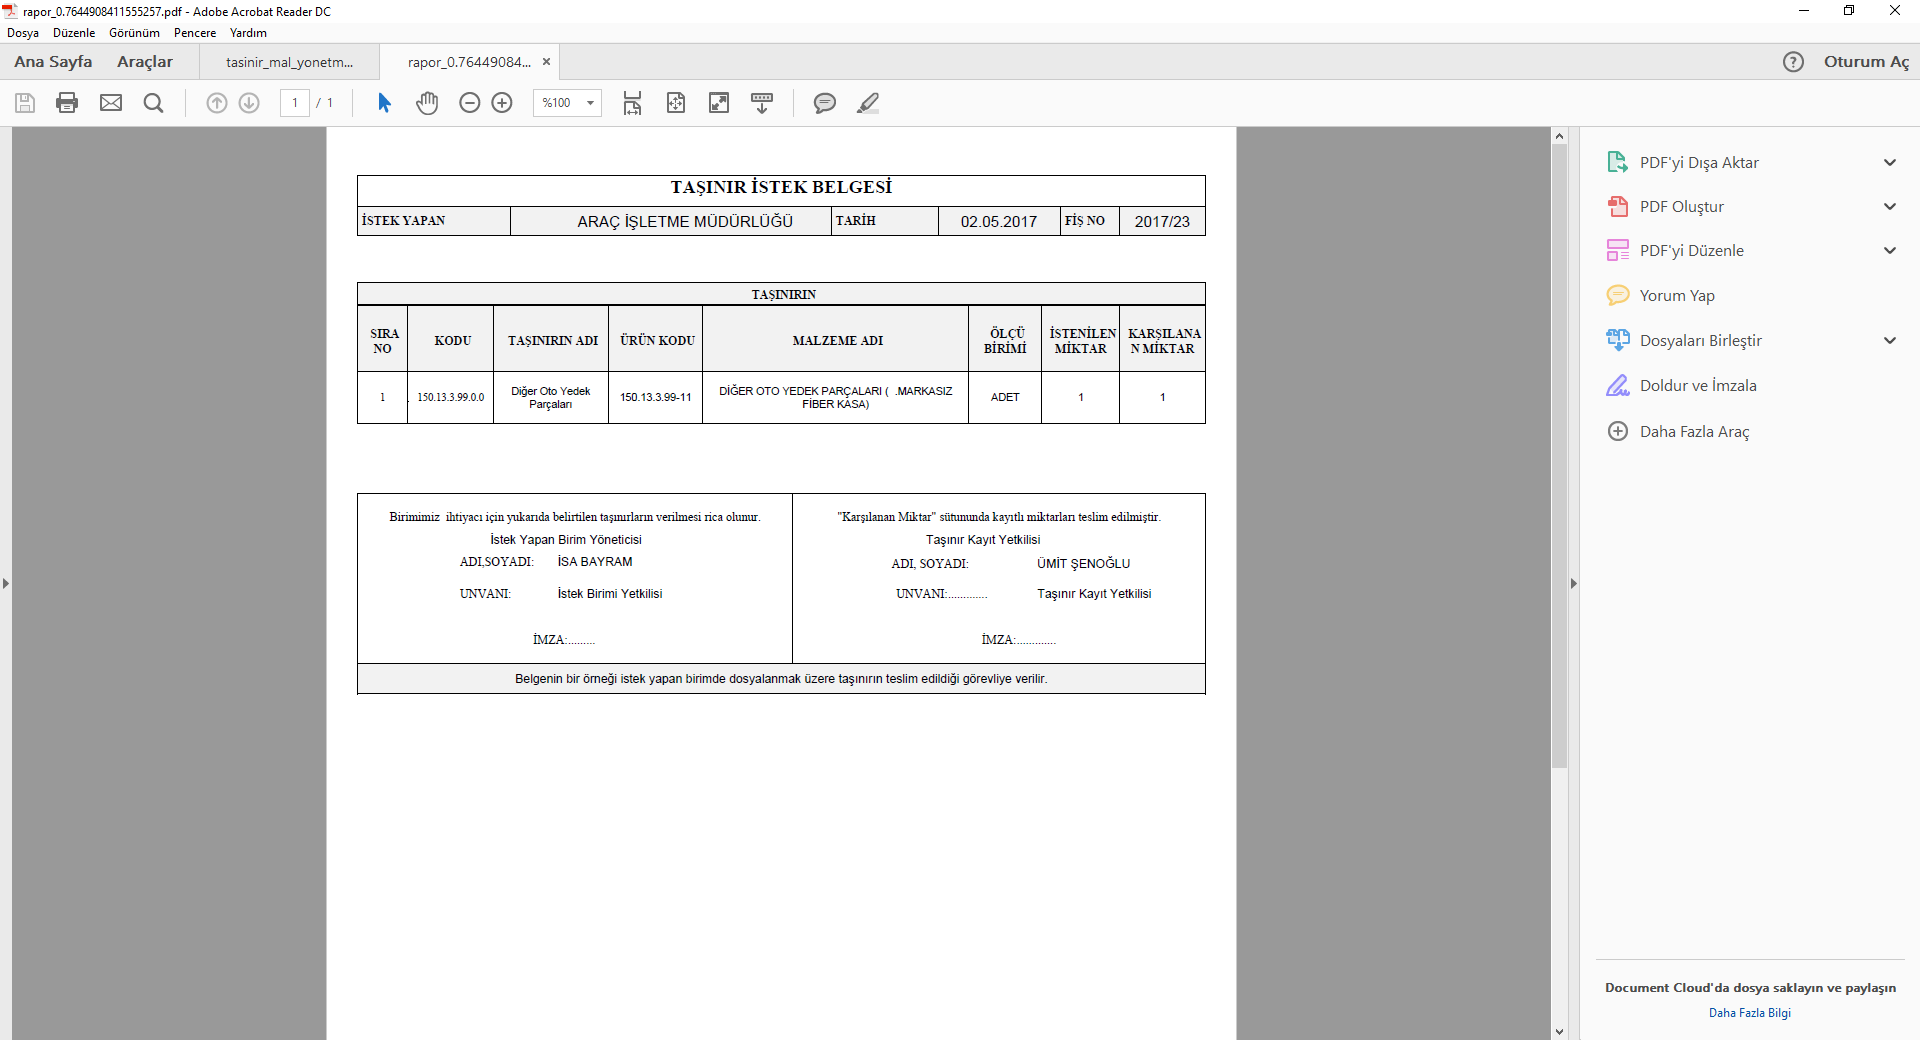 rapor_0.7644908411555257.pdf - Adobe Acrobat Reader DC
Dosya Düzenle Görünüm Pencere Yardım
Ana Sayfa Araçlar tasinir_mal_yonetm... rapor_0.76449084... × Oturum Aç
1 / 1 %100
TAŞINIR İSTEK BELGESİ
İSTEK YAPAN ARAÇ İŞLETME MÜDÜRLÜĞÜ TARİH 02.05.2017 FİŞ NO 2017/23
TAŞINIRIN
SIRA NO KODU TAŞINIRIN ADI ÜRÜN KODU MALZEME ADI ÖLÇÜ BİRİMİ İSTENİLEN MİKTAR KARŞILANA N MİKTAR
1 . 150.13.3.99.0.0 Diğer Oto Yedek Parçaları 150.13.3.99-11 DİĞER OTO YEDEK PARÇALARI ( .MARKASIZ FİBER KASA) ADET 1 1
Birimimiz ihtiyacı için yukarıda belirtilen taşınırların verilmesi rica olunur.
İstek Yapan Birim Yöneticisi
ADI,SOYADI: İSA BAYRAM
UNVANI: İstek Birimi Yetkilisi
İMZA:.........
"Karşılanan Miktar" sütununda kayıtlı miktarları teslim edilmiştir.
Taşınır Kayıt Yetkilisi
ADI, SOYADI: ÜMİT ŞENOĞLU
UNVANI:............. Taşınır Kayıt Yetkilisi
İMZA:.............
Belgenin bir örneği istek yapan birimde dosyalanmak üzere taşınırın teslim edildiği görevliye verilir.
PDF'yi Dışa Aktar
PDF Oluştur
PDF'yi Düzenle
Yorum Yap
Dosyaları Birleştir
Doldur ve İmzala
Daha Fazla Araç
Document Cloud'da dosya saklayın ve paylaşın
Daha Fazla Bilgi